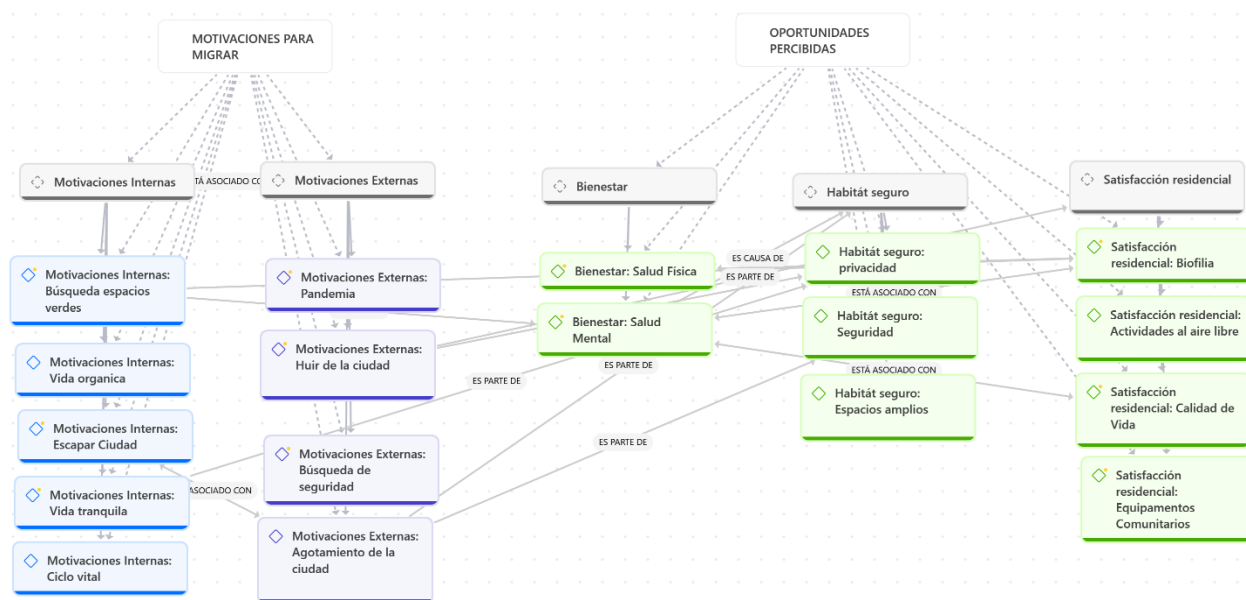 MOTIVACIONES PARA
MIGRAR
OPORTUNIDADES
PERCIBIDAS
Motivaciones Internas
TÁ ASOCIADO CO
Motivaciones Externas
Bienestar
Habitát seguro
Satisfacción residencial
Motivaciones Internas:
Búsqueda espacios
verdes
Motivaciones Externas:
Pandemia
Bienestar: Salud Fisica
Bienestar: Salud
Mental
ES CAUSA DE
ES PARTE DE
Habitát seguro:
privacidad
ESTÁ ASOCIADO CON
Satisfacción
residencial: Biofilia
Motivaciones Internas:
Vida organica
Motivaciones Externas:
Huir de la ciudad
ES PARTE DE
ES PARTE DE
Habitát seguro:
Seguridad
ESTÁ ASOCIADO CON
Satisfacción residencial:
Actividades al aire libre
Motivaciones Internas:
Escapar Ciudad
Motivaciones Externas:
Búsqueda de
seguridad
ES PARTE DE
Habitát seguro:
Espacios amplios
Satisfacción
residencial: Calidad de
Vida
Motivaciones Internas:
Vida tranquila
ASOCIADO CON
Motivaciones Externas:
Agotamiento de la
ciudad
Satisfacción
residencial:
Equipamentos
Comunitarios
Motivaciones Internas:
Ciclo vital